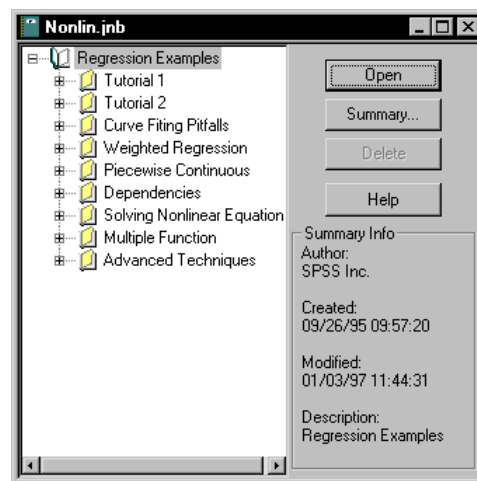 Nonlin.jnb
Regression Examples
Tutorial 1
Tutorial 2
Curve Fiting Pitfalls
Weighted Regression
Piecewise Continuous
Dependencies
Solving Nonlinear Equation
Multiple Function
Advanced Techniques
Open
Summary...
Delete
Help
Summary Info
Author:
SPSS Inc.
Created:
09/26/95 09:57:20
Modified:
01/03/97 11:44:31
Description:
Regression Examples